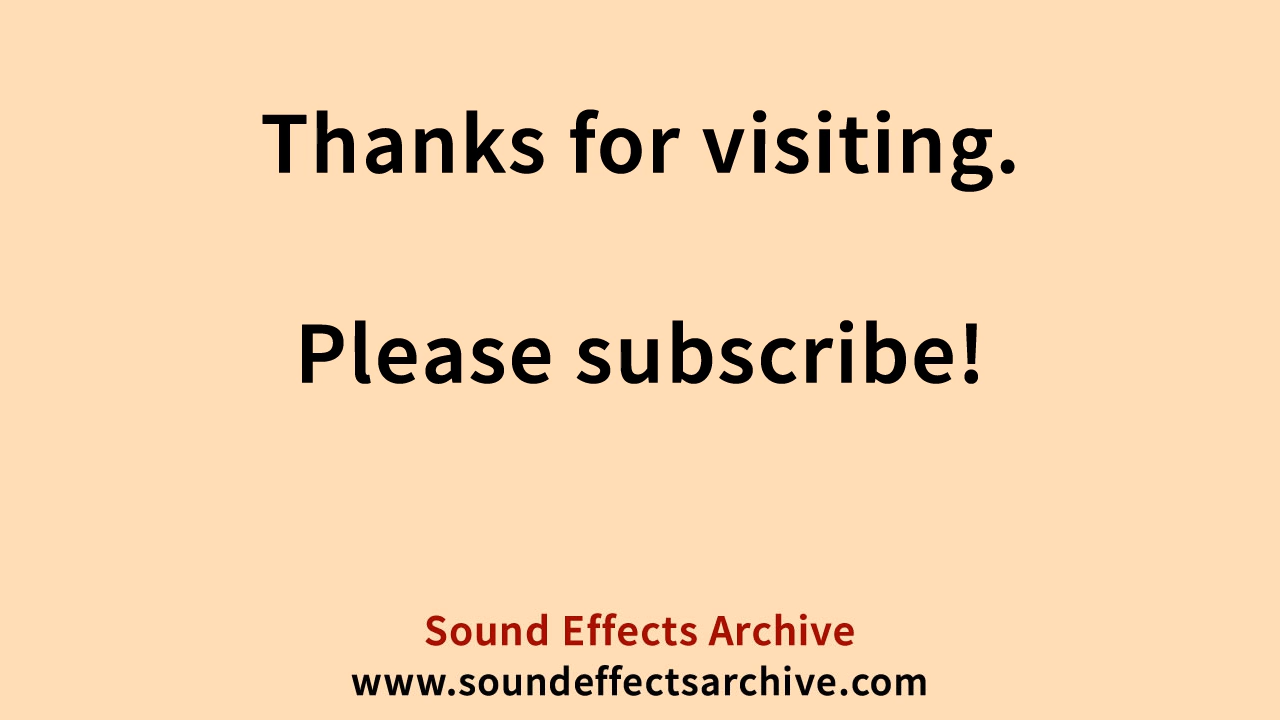 Thanks for visiting.
Please subscribe!
Sound Effects Archive
www.soundeffectsarchive.com